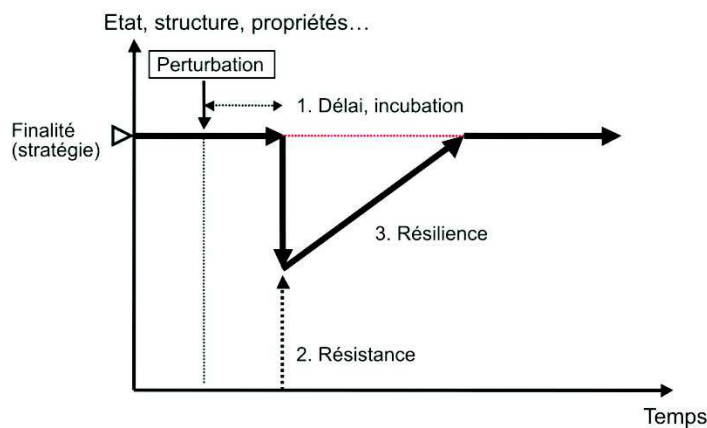 Etat, structure, propriétés…
Perturbation
1. Délai, incubation
Finalité
(stratégie)
3. Résilience
2. Résistance
Temps